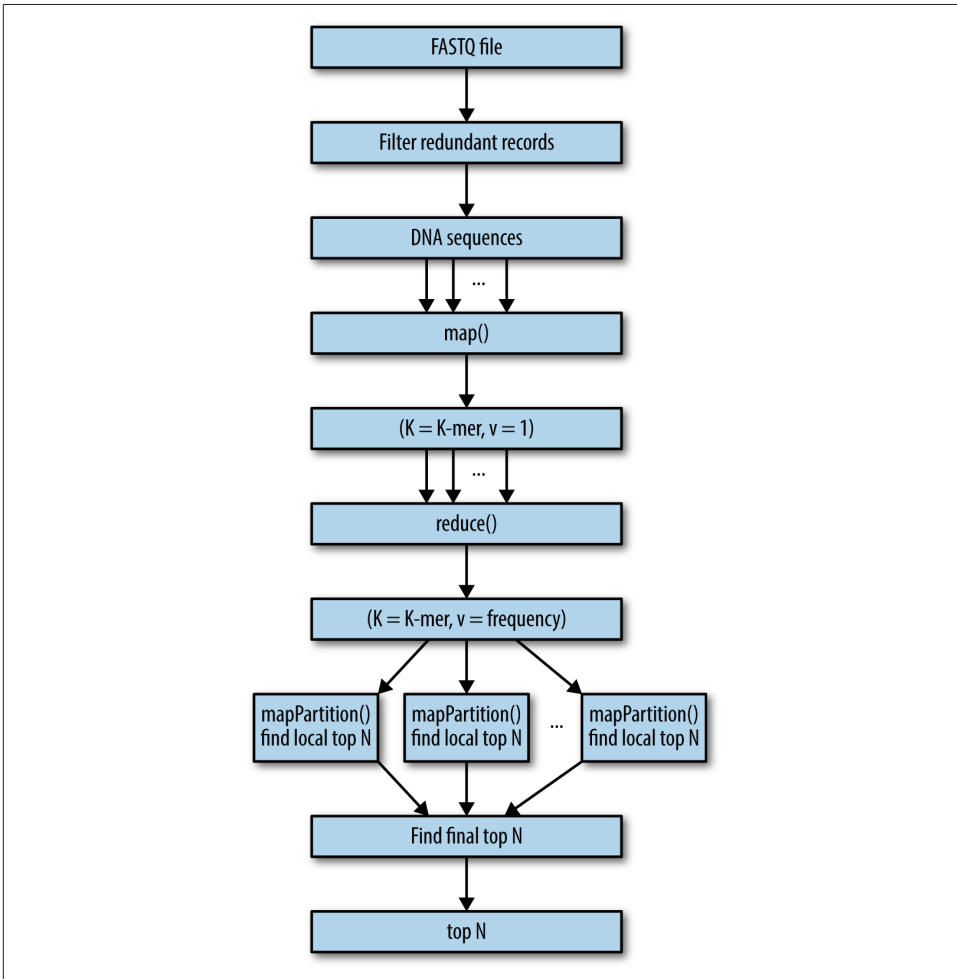 FASTQ file
Filter redundant records
DNA sequences
...
map()
(K = K-mer, v = 1)
...
reduce()
(K = K-mer, v = frequency)
mapPartition()
find local top N
mapPartition()
find local top N
...
mapPartition()
find local top N
Find final top N
top N